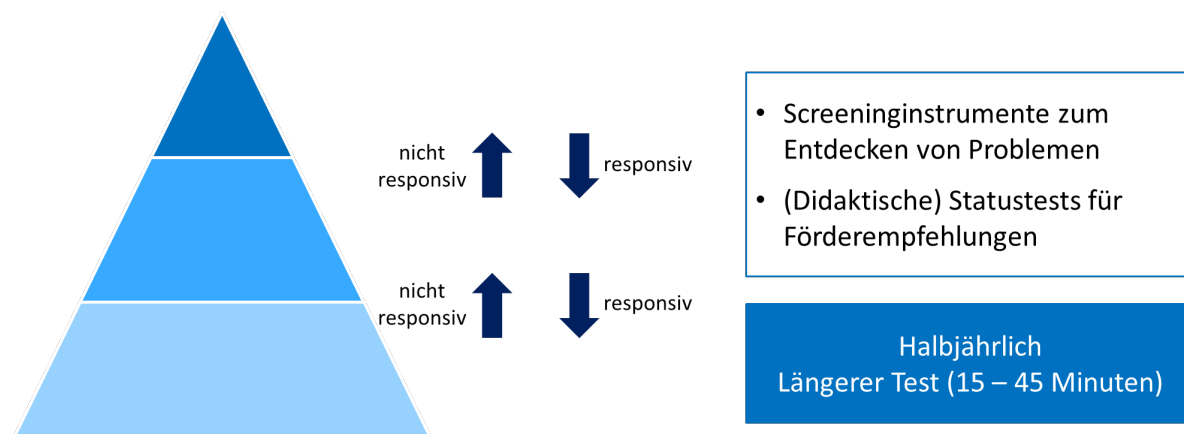 nicht
responsiv
responsiv
nicht
responsiv
responsiv
• Screeninginstrumente zum
Entdecken von Problemen
• (Didaktische) Statustests für
Förderempfehlungen
Halbjährlich
Längerer Test (15 – 45 Minuten)